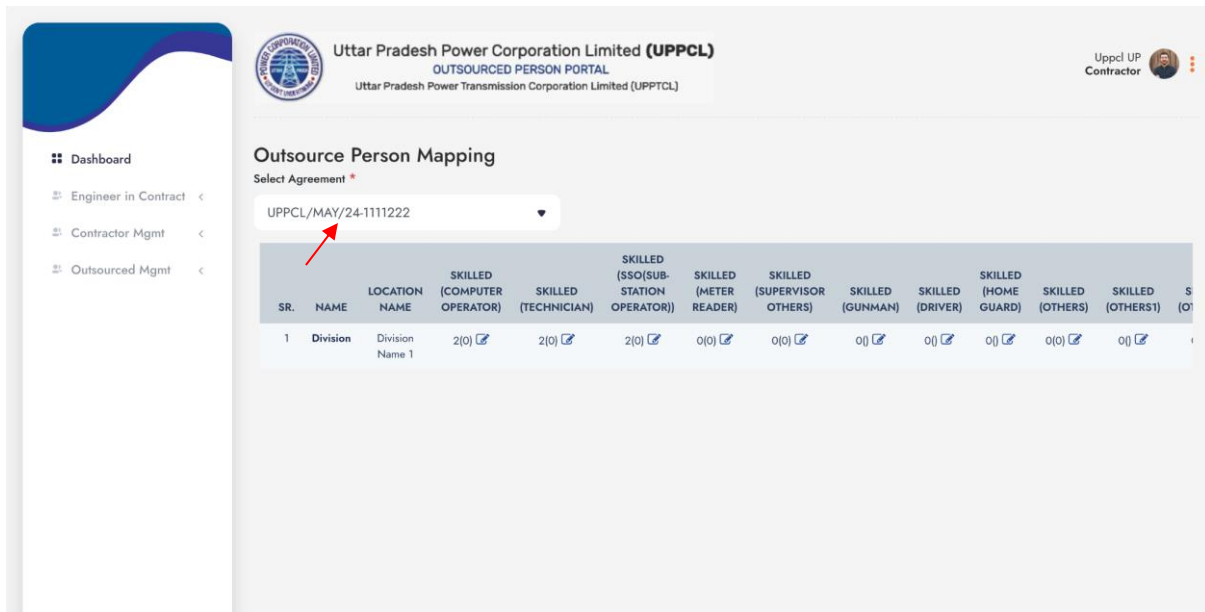 Uttar Pradesh Power Corporation Limited (UPPCL)
OUTSOURCED PERSON PORTAL
Uttar Pradesh Power Transmission Corporation Limited (UPPTCL)
Uppcl UP
Contractor
Dashboard
Engineer in Contract <
Contractor Mgmt <
Outsourced Mgmt <
Outsource Person Mapping
Select Agreement *
UPPCL/MAY/24-1111222
SR. NAME LOCATION NAME SKILLED (COMPUTER OPERATOR) SKILLED (TECHNICIAN) SKILLED (SSO(SUB-STATION OPERATOR)) SKILLED (METER READER) SKILLED (SUPERVISOR OTHERS) SKILLED (GUNMAN) SKILLED (DRIVER) SKILLED (HOME GUARD) SKILLED (OTHERS) SKILLED (OTHERS1)
1 Division Division Name 1 2(0) 2(0) 2(0) 0(0) 0(0) 0() 0() 0() 0(0) 0()